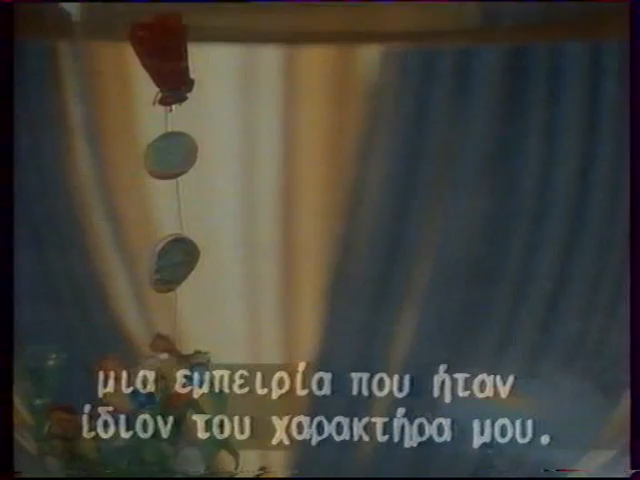 μια εμπειρία που ήταν
ίδιον του χαρακτήρα μου.